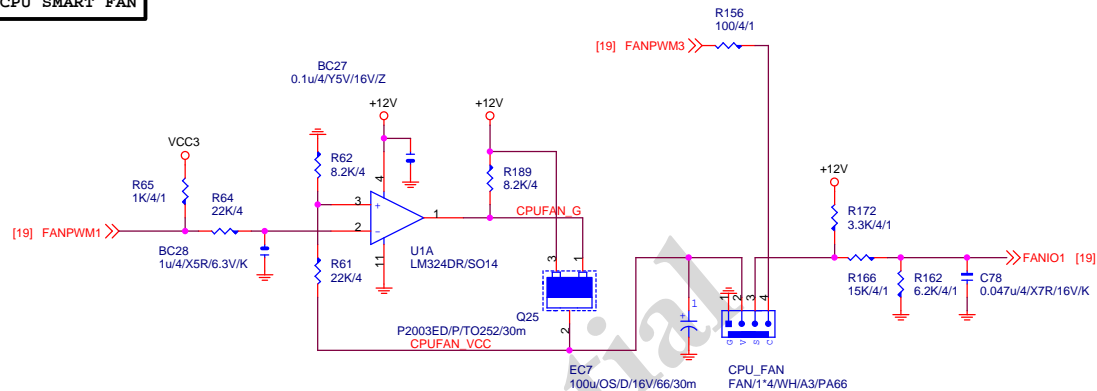 CPU SMART FAN
R156
100/4/1
[19] FANPWM3
BC27
0.1u/4/Y5V/16V/Z
+12V
+12V
VCC3
R62
8.2K/4
R189
8.2K/4
+12V
R65
1K/4/1
R64
22K/4
4
3
+
2
-
1
CPUFAN_G
R172
3.3K/4/1
[19] FANPWM1
BC28
1u/4/X5R/6.3V/K
11
U1A
LM324DR/SO14
R61
22K/4
3
1
Q25
2
P2003ED/P/TO252/30m
CPUFAN_VCC
FANIO1 [19]
R166
15K/4/1
R162
6.2K/4/1
C78
0.047u/4/X7R/16V/K
+
1
1
2
3
4
G
V
S
C
EC7
100u/OS/D/16V/66/30m
CPU_FAN
FAN/1*4/WH/A3/PA66
tial